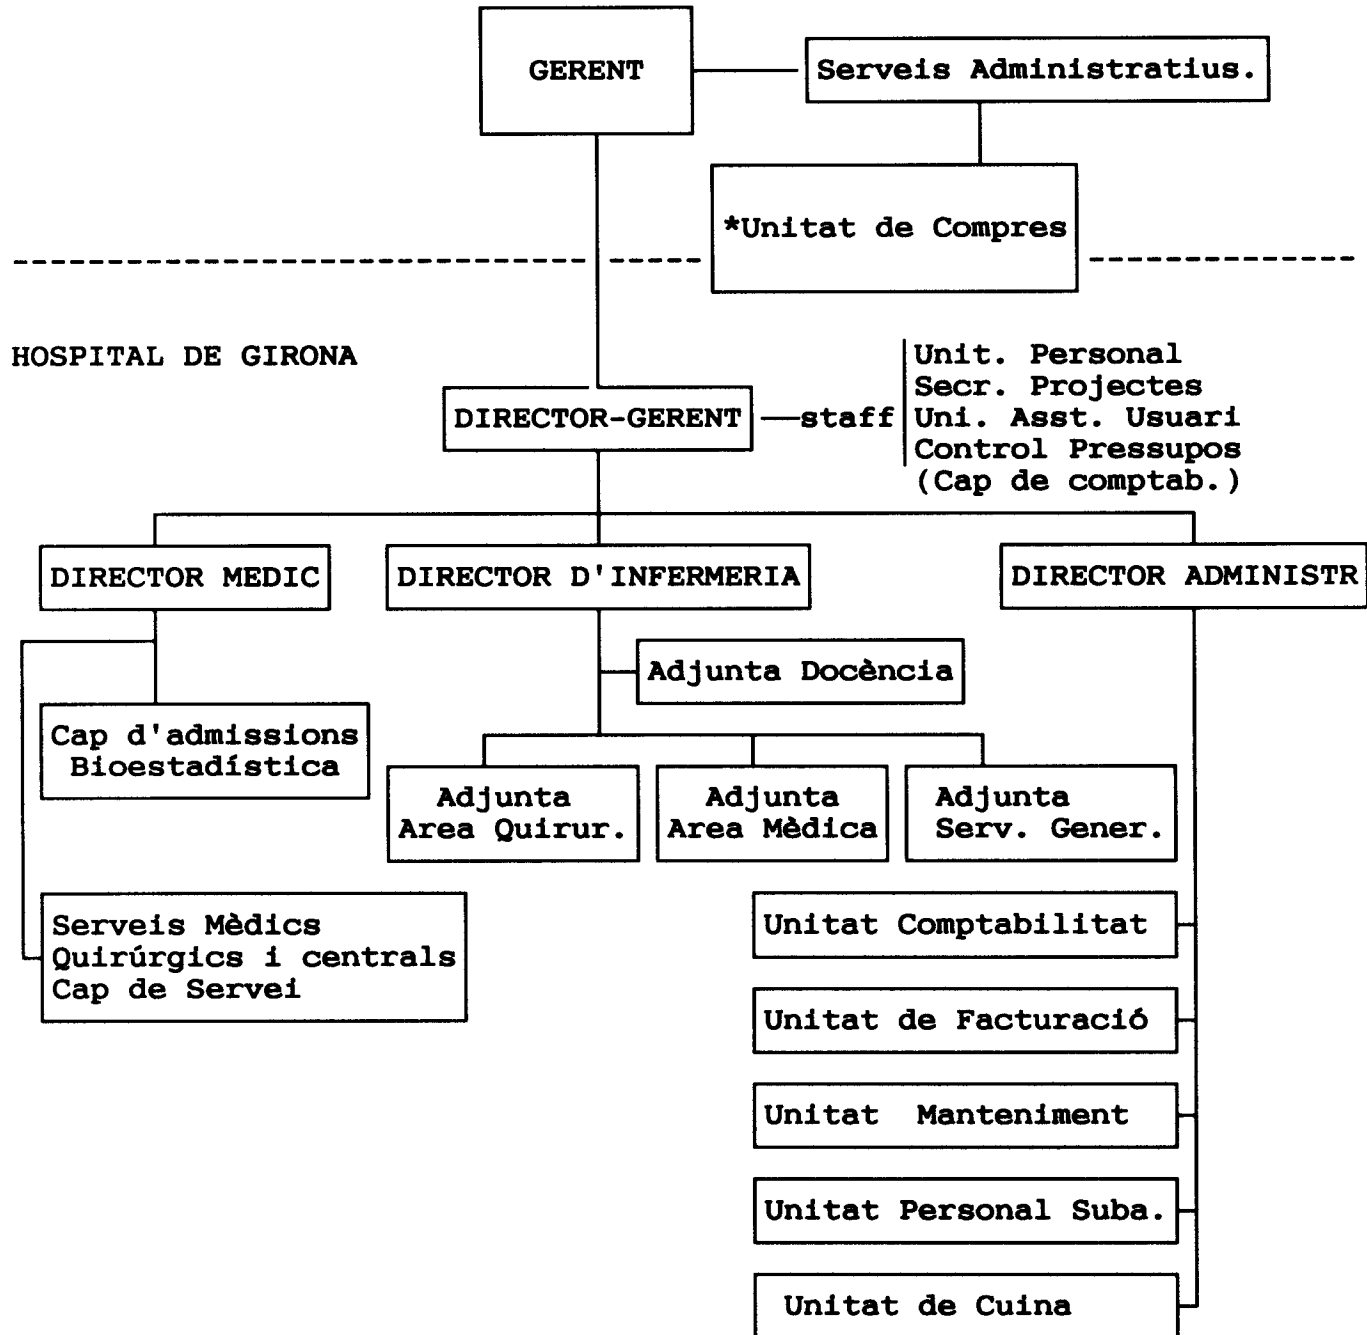 GERENT
Serveis Administratius.
*Unitat de Compres
HOSPITAL DE GIRONA
Unit. Personal
Secr. Projectes
DIRECTOR-GERENT
staff
Uni. Asst. Usuari
Control Pressupos
(Cap de comptab.)
DIRECTOR MEDIC
DIRECTOR D'INFERMERIA
DIRECTOR ADMINISTR
Adjunta Docència
Cap d'admissions
Bioestadística
Adjunta
Area Quirur.
Adjunta
Area Mèdica
Adjunta
Serv. Gener.
Serveis Mèdics
Quirúrgics i centrals
Cap de Servei
Unitat Comptabilitat
Unitat de Facturació
Unitat Manteniment
Unitat Personal Suba.
Unitat de Cuina